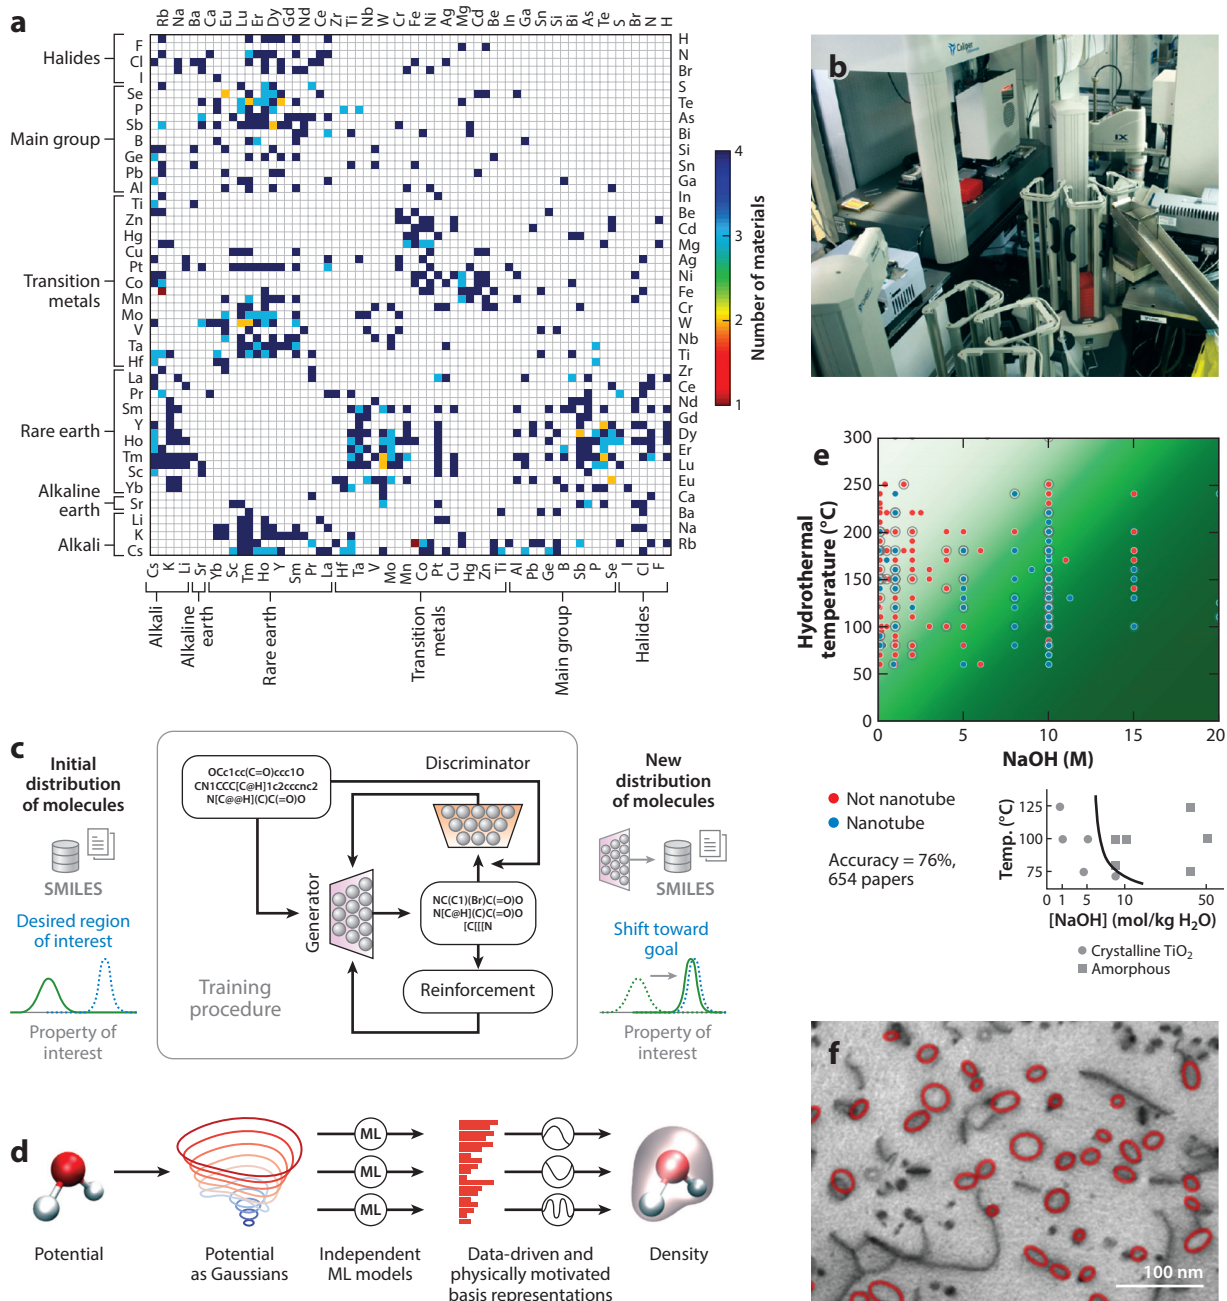 a
Rb Na Ba Ca Eu Lu Er Dy Gd Nd Ce Zr Ti Nb W Cr Fe Ni Ag Mg Cd Be In Ga Sn Si Bi As Te S Br N H
Halides
F
Cl
I
Main group
Se
P
Sb
B
Ge
Pb
Al
Transition
metals
Ti
Zn
Hg
Cu
Pt
Co
Mn
Mo
V
Ta
Hf
Rare earth
La
Pr
Sm
Y
Ho
Tm
Sc
Yb
Alkaline
earth
Sr
Alkali
Li
K
Cs
H
N
Br
S
Te
As
Bi
Si
Sn
Ga
In
Be
Cd
Mg
Ag
Ni
Fe
Cr
W
Nb
Ti
Zr
Ce
Nd
Gd
Dy
Er
Lu
Eu
Ca
Ba
Na
Rb
Cs K Li Sr Yb Sc Tm Ho Y Sm Pr La Hf Ta V Mo Mn Co Pt Cu Hg Zn Ti Al Pb Ge B Sb P Se I Cl F
Alkali
Alkaline
earth
Rare earth
Transition
metals
Main group
Halides
4
3
2
1
Number of materials
b
Caliper
IX
c
Initial
distribution
of molecules
SMILES
Desired region
of interest
Property of
interest
OCc1cc(C=O)ccc1O
CN1CCC[C@H]1c2cccnc2
N[C@@H](C)C(=O)O
Discriminator
Generator
NC(C1)(Br)C(=O)O
N[C@H](C)C(=O)O
[C[[[N
Reinforcement
Training
procedure
New
distribution
of molecules
SMILES
Shift toward
goal
Property of
interest
d
ML
ML
ML
Potential
Potential
as Gaussians
Independent
ML models
Data-driven and
physically motivated
basis representations
Density
e
Hydrothermal
temperature (°C)
300
250
200
150
100
50
0
0 5 10 15 20
NaOH (M)
Not nanotube
Nanotube
Accuracy = 76%,
654 papers
Temp. (°C)
125
100
75
0 1 5 10 50
[NaOH] (mol/kg H₂O)
Crystalline TiO₂
Amorphous
f
100 nm